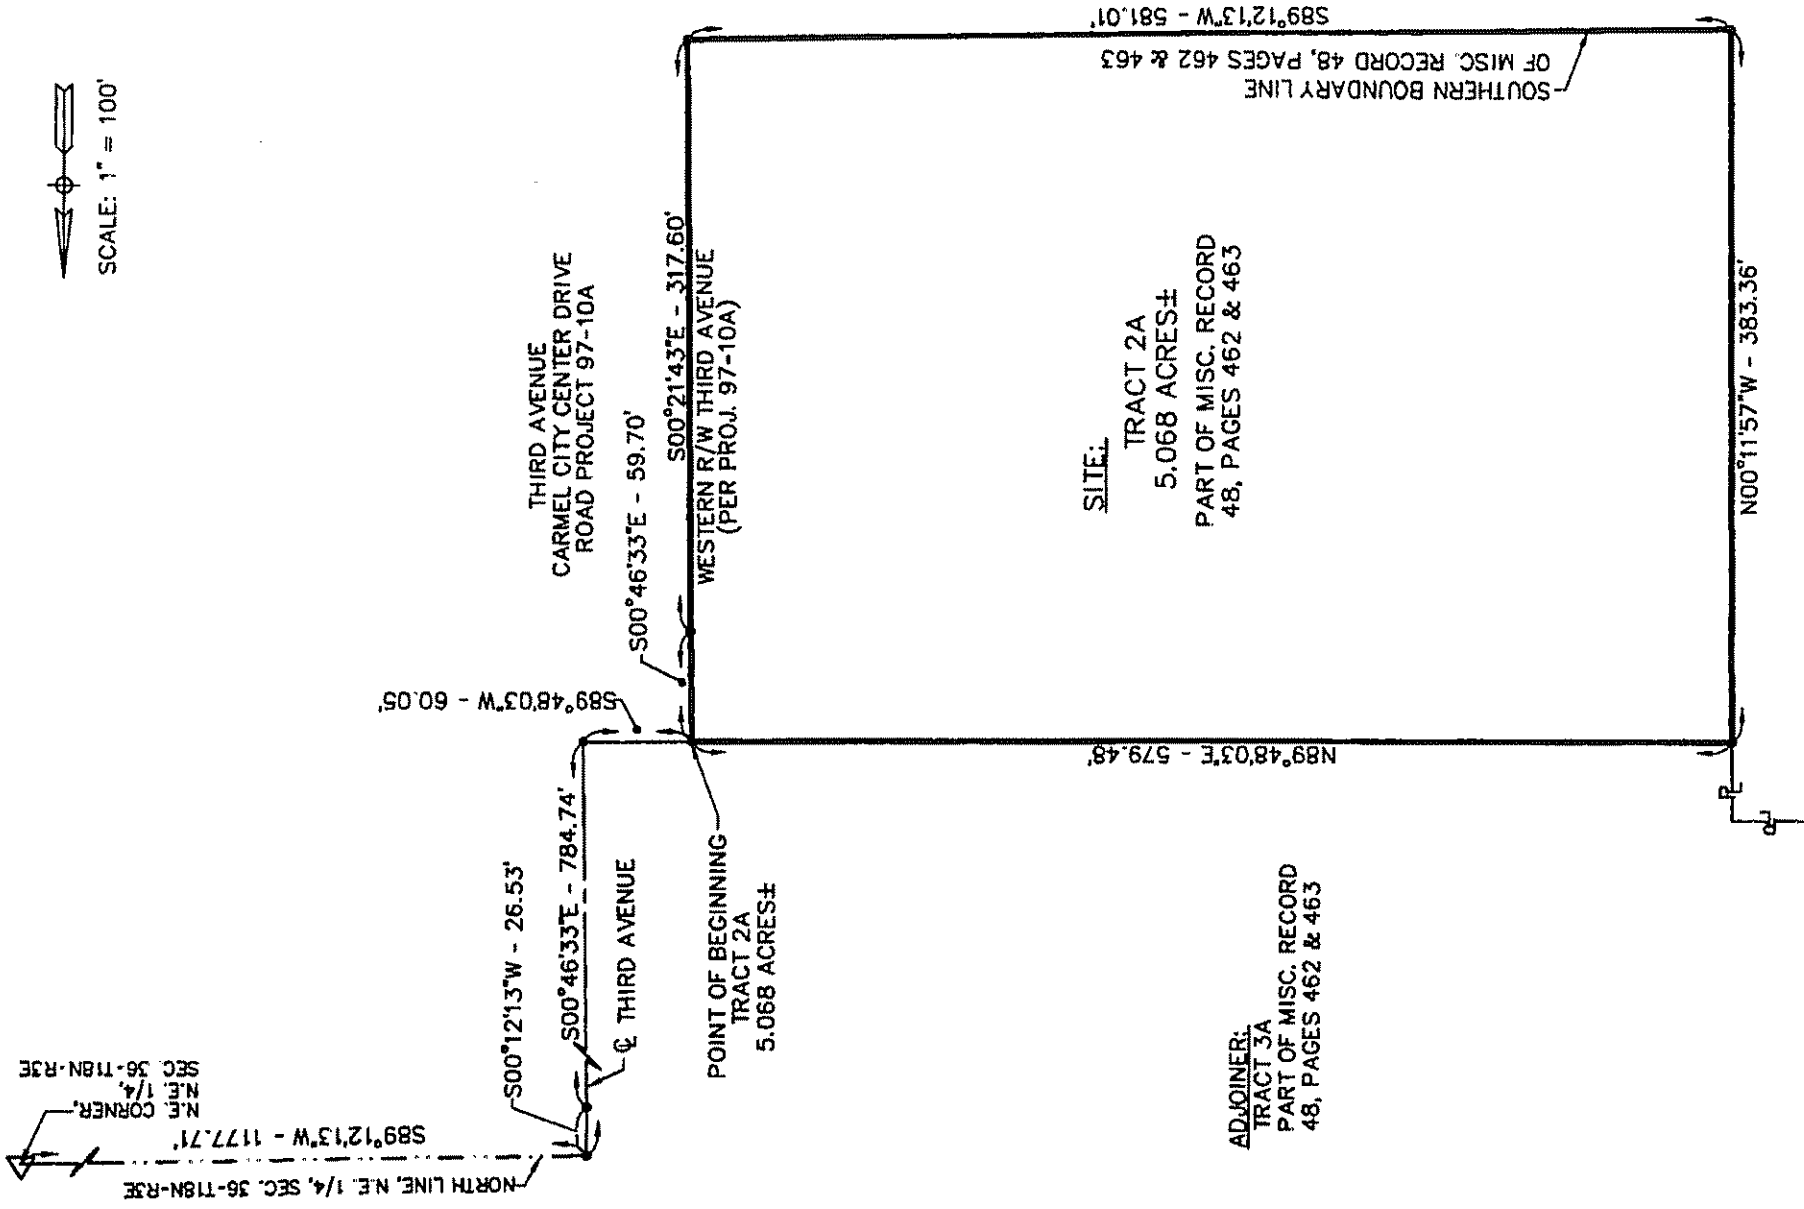 SCALE: 1" = 100'
N.E. CORNER,
N.E. 1/4,
SEC. 36-T18N-R3E
S89°12'13"W - 1177.71'
NORTH LINE, N.E. 1/4, SEC. 36-T18N-R3E
S00°12'13"W - 26.53'
S00°46'33"E - 784.74'
℄ THIRD AVENUE
S89°48'03"W - 60.05'
THIRD AVENUE
CARMEL CITY CENTER DRIVE
ROAD PROJECT 97-10A
S00°46'33"E - 59.70'
S00°21'43"E - 317.60'
WESTERN R/W THIRD AVENUE
(PER PROJ. 97-10A)
POINT OF BEGINNING
TRACT 2A
5.068 ACRES±
S89°12'13"W - 581.01'
SOUTHERN BOUNDARY LINE
OF MISC. RECORD 48, PAGES 462 & 463
SITE:
TRACT 2A
5.068 ACRES±
PART OF MISC. RECORD
48, PAGES 462 & 463
N89°48'03"E - 579.48'
N00°11'57"W - 383.36'
ADJOINER:
TRACT 3A
PART OF MISC. RECORD
48, PAGES 462 & 463
PL
PL